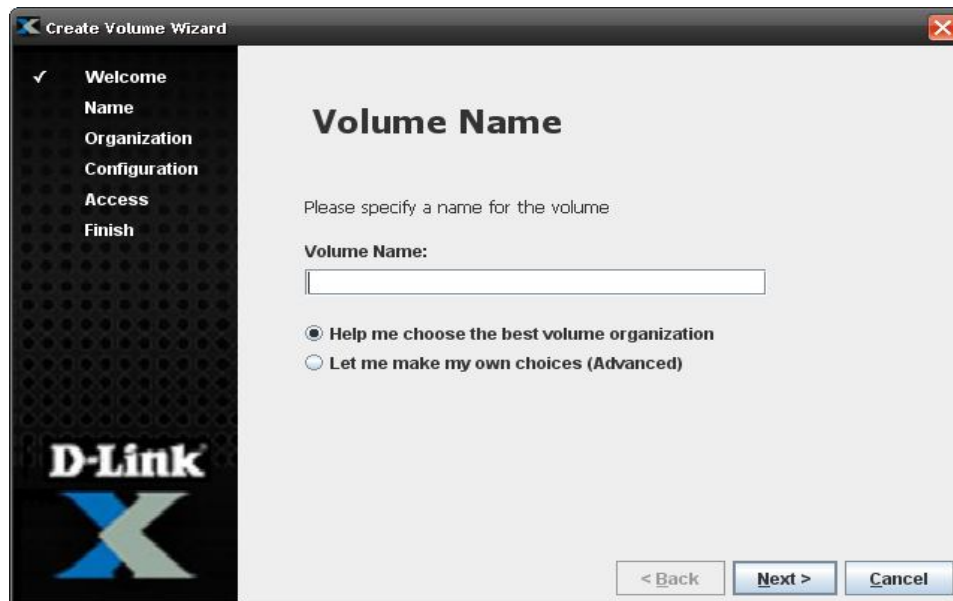 Create Volume Wizard
✓ Welcome
Name
Organization
Configuration
Access
Finish
D-Link
Volume Name
Please specify a name for the volume
Volume Name:
Help me choose the best volume organization
Let me make my own choices (Advanced)
< Back
Next >
Cancel